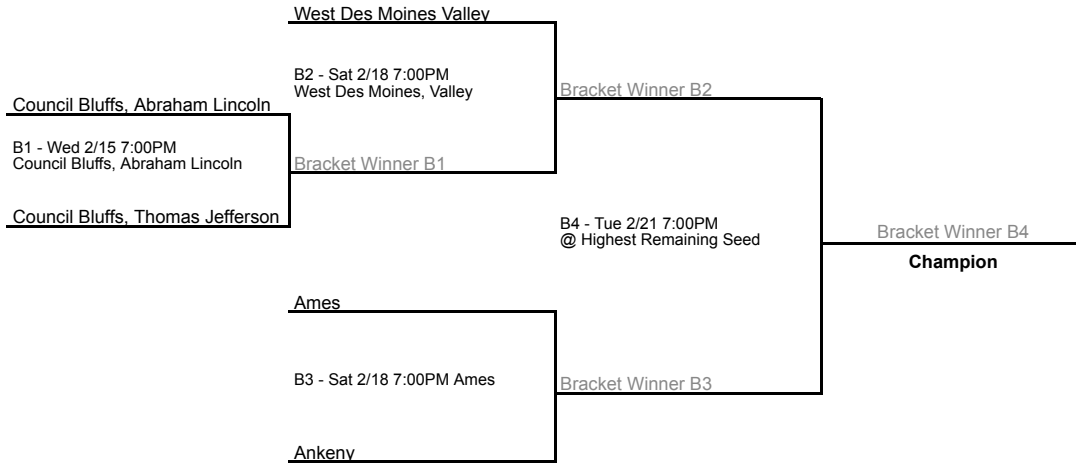 West Des Moines Valley
B2 - Sat 2/18 7:00PM
West Des Moines, Valley
Bracket Winner B2
Council Bluffs, Abraham Lincoln
B1 - Wed 2/15 7:00PM
Council Bluffs, Abraham Lincoln
Bracket Winner B1
Council Bluffs, Thomas Jefferson
B4 - Tue 2/21 7:00PM
@ Highest Remaining Seed
Bracket Winner B4
Champion
Ames
B3 - Sat 2/18 7:00PM Ames
Bracket Winner B3
Ankeny